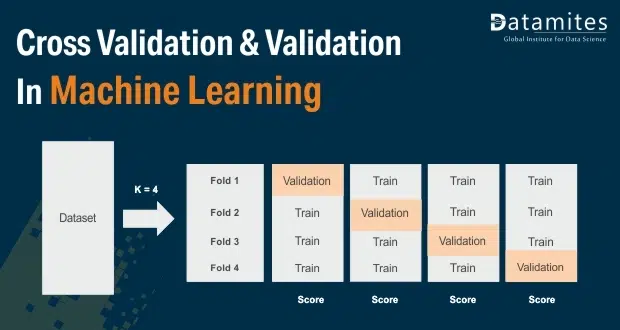 Datamites
Global Institute for Data Science
Cross Validation & Validation
In Machine Learning
Dataset
K = 4
Fold 1 Validation Train Train Train
Fold 2 Train Validation Train Train
Fold 3 Train Train Validation Train
Fold 4 Train Train Train Validation
Score Score Score Score